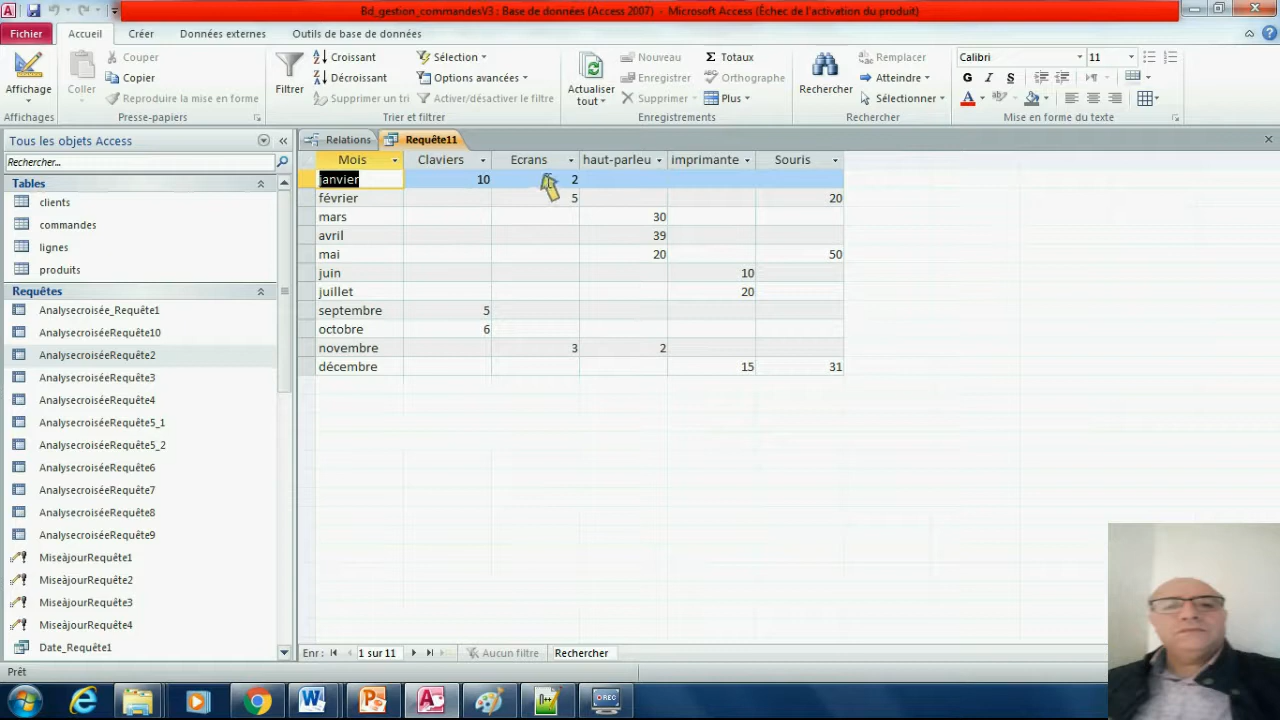 Bd_gestion_commandesV3 : Base de données (Access 2007) - Microsoft Access (Échec de l'activation du produit)
Fichier Accueil Créer Données externes Outils de base de données
Affichage
Affichages
Coller
Couper
Copier
Reproduire la mise en forme
Presse-papiers
Filtrer
Croissant
Décroissant
Supprimer un tri
Sélection
Options avancées
Activer/désactiver le filtre
Trier et filtrer
Actualiser tout
Nouveau
Enregistrer
Supprimer
Totaux
Orthographe
Plus
Enregistrements
Rechercher
Remplacer
Atteindre
Sélectionner
Rechercher
Calibri 11
G I S
Mise en forme du texte
Tous les objets Access
Rechercher...
Tables
clients
commandes
lignes
produits
Requêtes
Analysecroisée_Requête1
AnalysecroiséeRequête10
AnalysecroiséeRequête2
AnalysecroiséeRequête3
AnalysecroiséeRequête4
AnalysecroiséeRequête5_1
AnalysecroiséeRequête5_2
AnalysecroiséeRequête6
AnalysecroiséeRequête7
AnalysecroiséeRequête8
AnalysecroiséeRequête9
MiseàjourRequête1
MiseàjourRequête2
MiseàjourRequête3
MiseàjourRequête4
Date_Requête1
Relations Requête11
Mois Claviers Ecrans haut-parleu imprimante Souris
janvier 10 2
février 5 20
mars 30
avril 39
mai 20 50
juin 10
juillet 20
septembre 5
octobre 6
novembre 3 2
décembre 15 31
Enr : 1 sur 11 Aucun filtre Rechercher
Prêt
REC